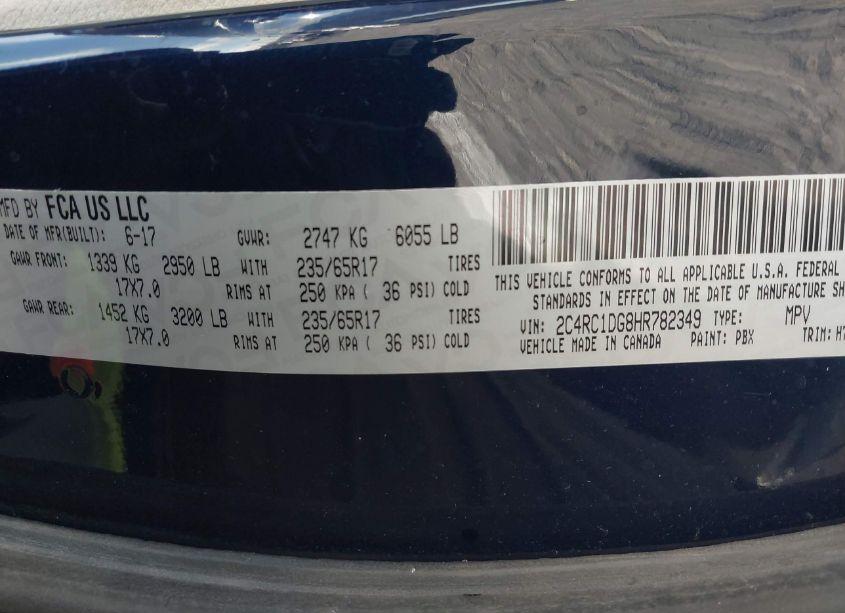 MFD BY FCA US LLC
DATE OF MFR(BUILT): 6-17 GVWR: 2747 KG 6055 LB
GAWR FRONT: 1339 KG 2950 LB WITH 235/65R17 TIRES
17X7.0 RIMS AT 250 KPA ( 36 PSI) COLD
GAWR REAR: 1452 KG 3200 LB WITH 235/65R17 TIRES
17X7.0 RIMS AT 250 KPA ( 36 PSI) COLD
THIS VEHICLE CONFORMS TO ALL APPLICABLE U.S.A. FEDERAL
STANDARDS IN EFFECT ON THE DATE OF MANUFACTURE SH
VIN: 2C4RC1DG8HR782349 TYPE: MPV
VEHICLE MADE IN CANADA PAINT: PBX TRIM: H7